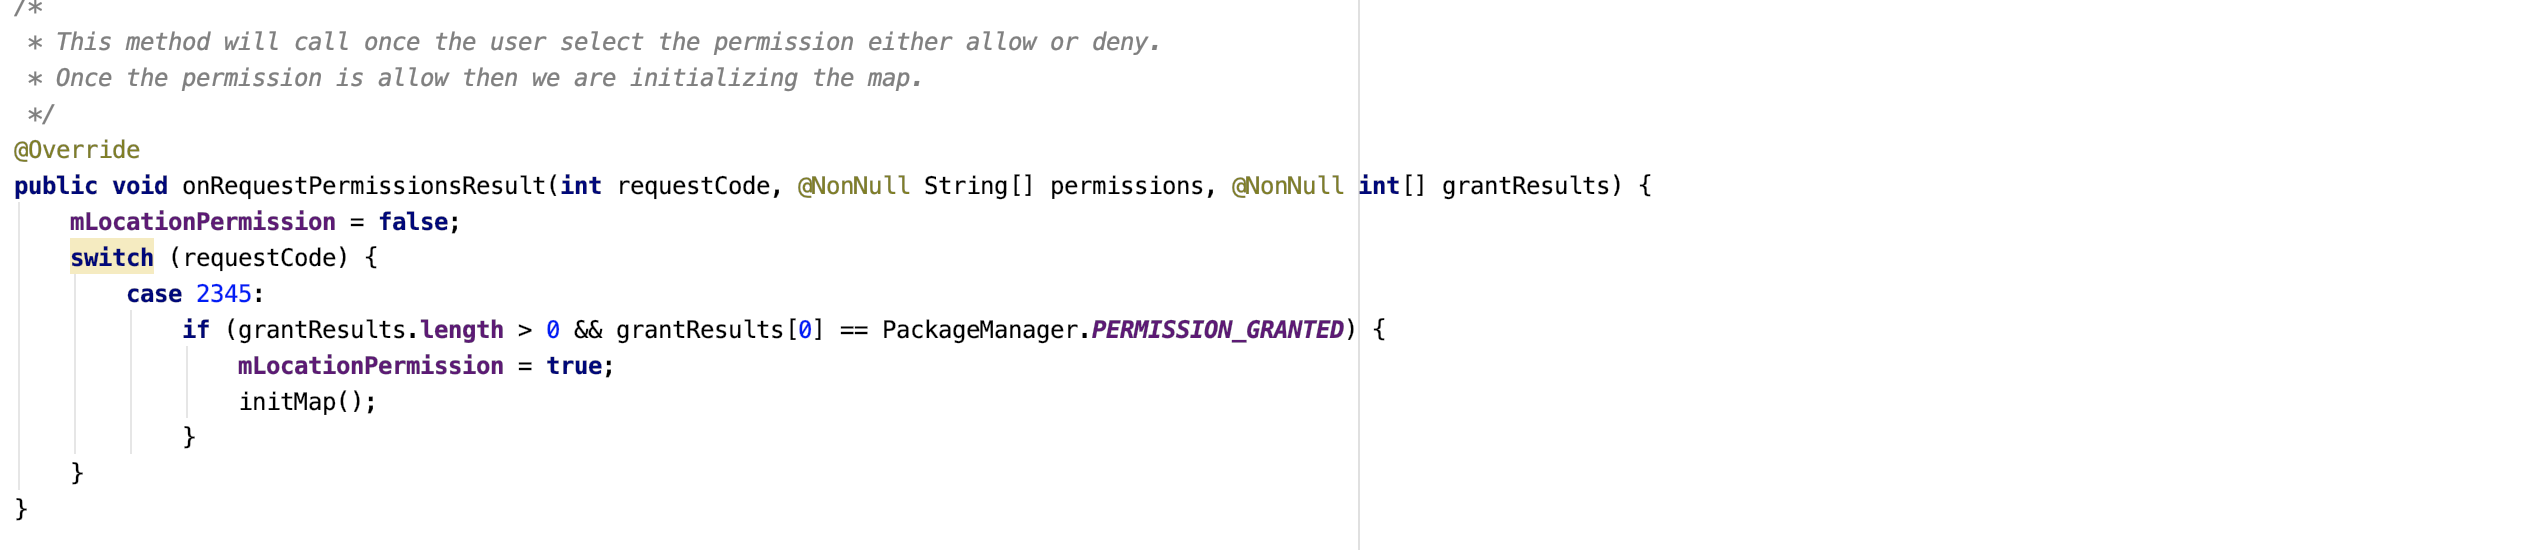 /*
 * This method will call once the user select the permission either allow or deny.
 * Once the permission is allow then we are initializing the map.
 */
@Override
public void onRequestPermissionsResult(int requestCode, @NonNull String[] permissions, @NonNull int[] grantResults) {
    mLocationPermission = false;
    switch (requestCode) {
        case 2345:
            if (grantResults.length > 0 && grantResults[0] == PackageManager.PERMISSION_GRANTED) {
                mLocationPermission = true;
                initMap();
            }
    }
}